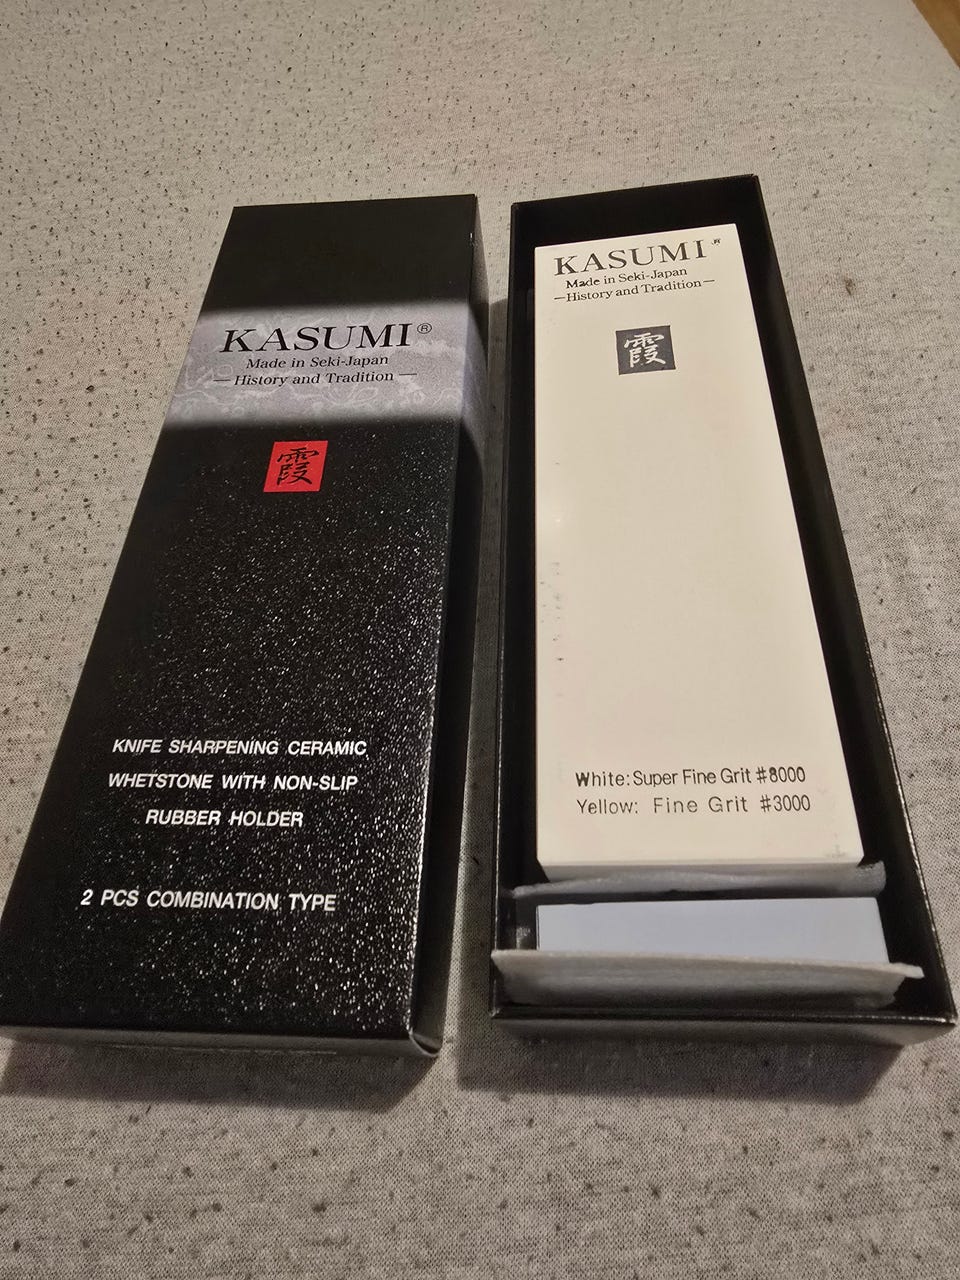 KASUMI®
Made in Seki-Japan
— History and Tradition —
霞
KNIFE SHARPENING CERAMIC
WHETSTONE WITH NON-SLIP
RUBBER HOLDER
2 PCS COMBINATION TYPE
KASUMI®
Made in Seki-Japan
—History and Tradition—
霞
White: Super Fine Grit #8000
Yellow: Fine Grit #3000